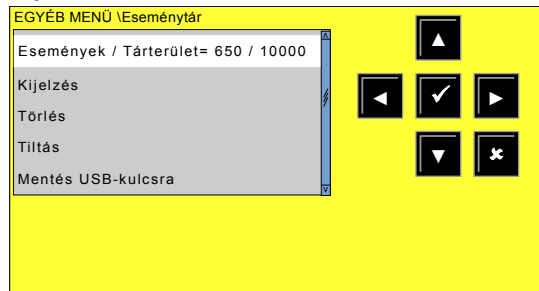 EGYÉB MENÜ \Eseménytár
Események / Tárterület= 650 / 10000
Kijelzés
Törlés
Tiltás
Mentés USB-kulcsra